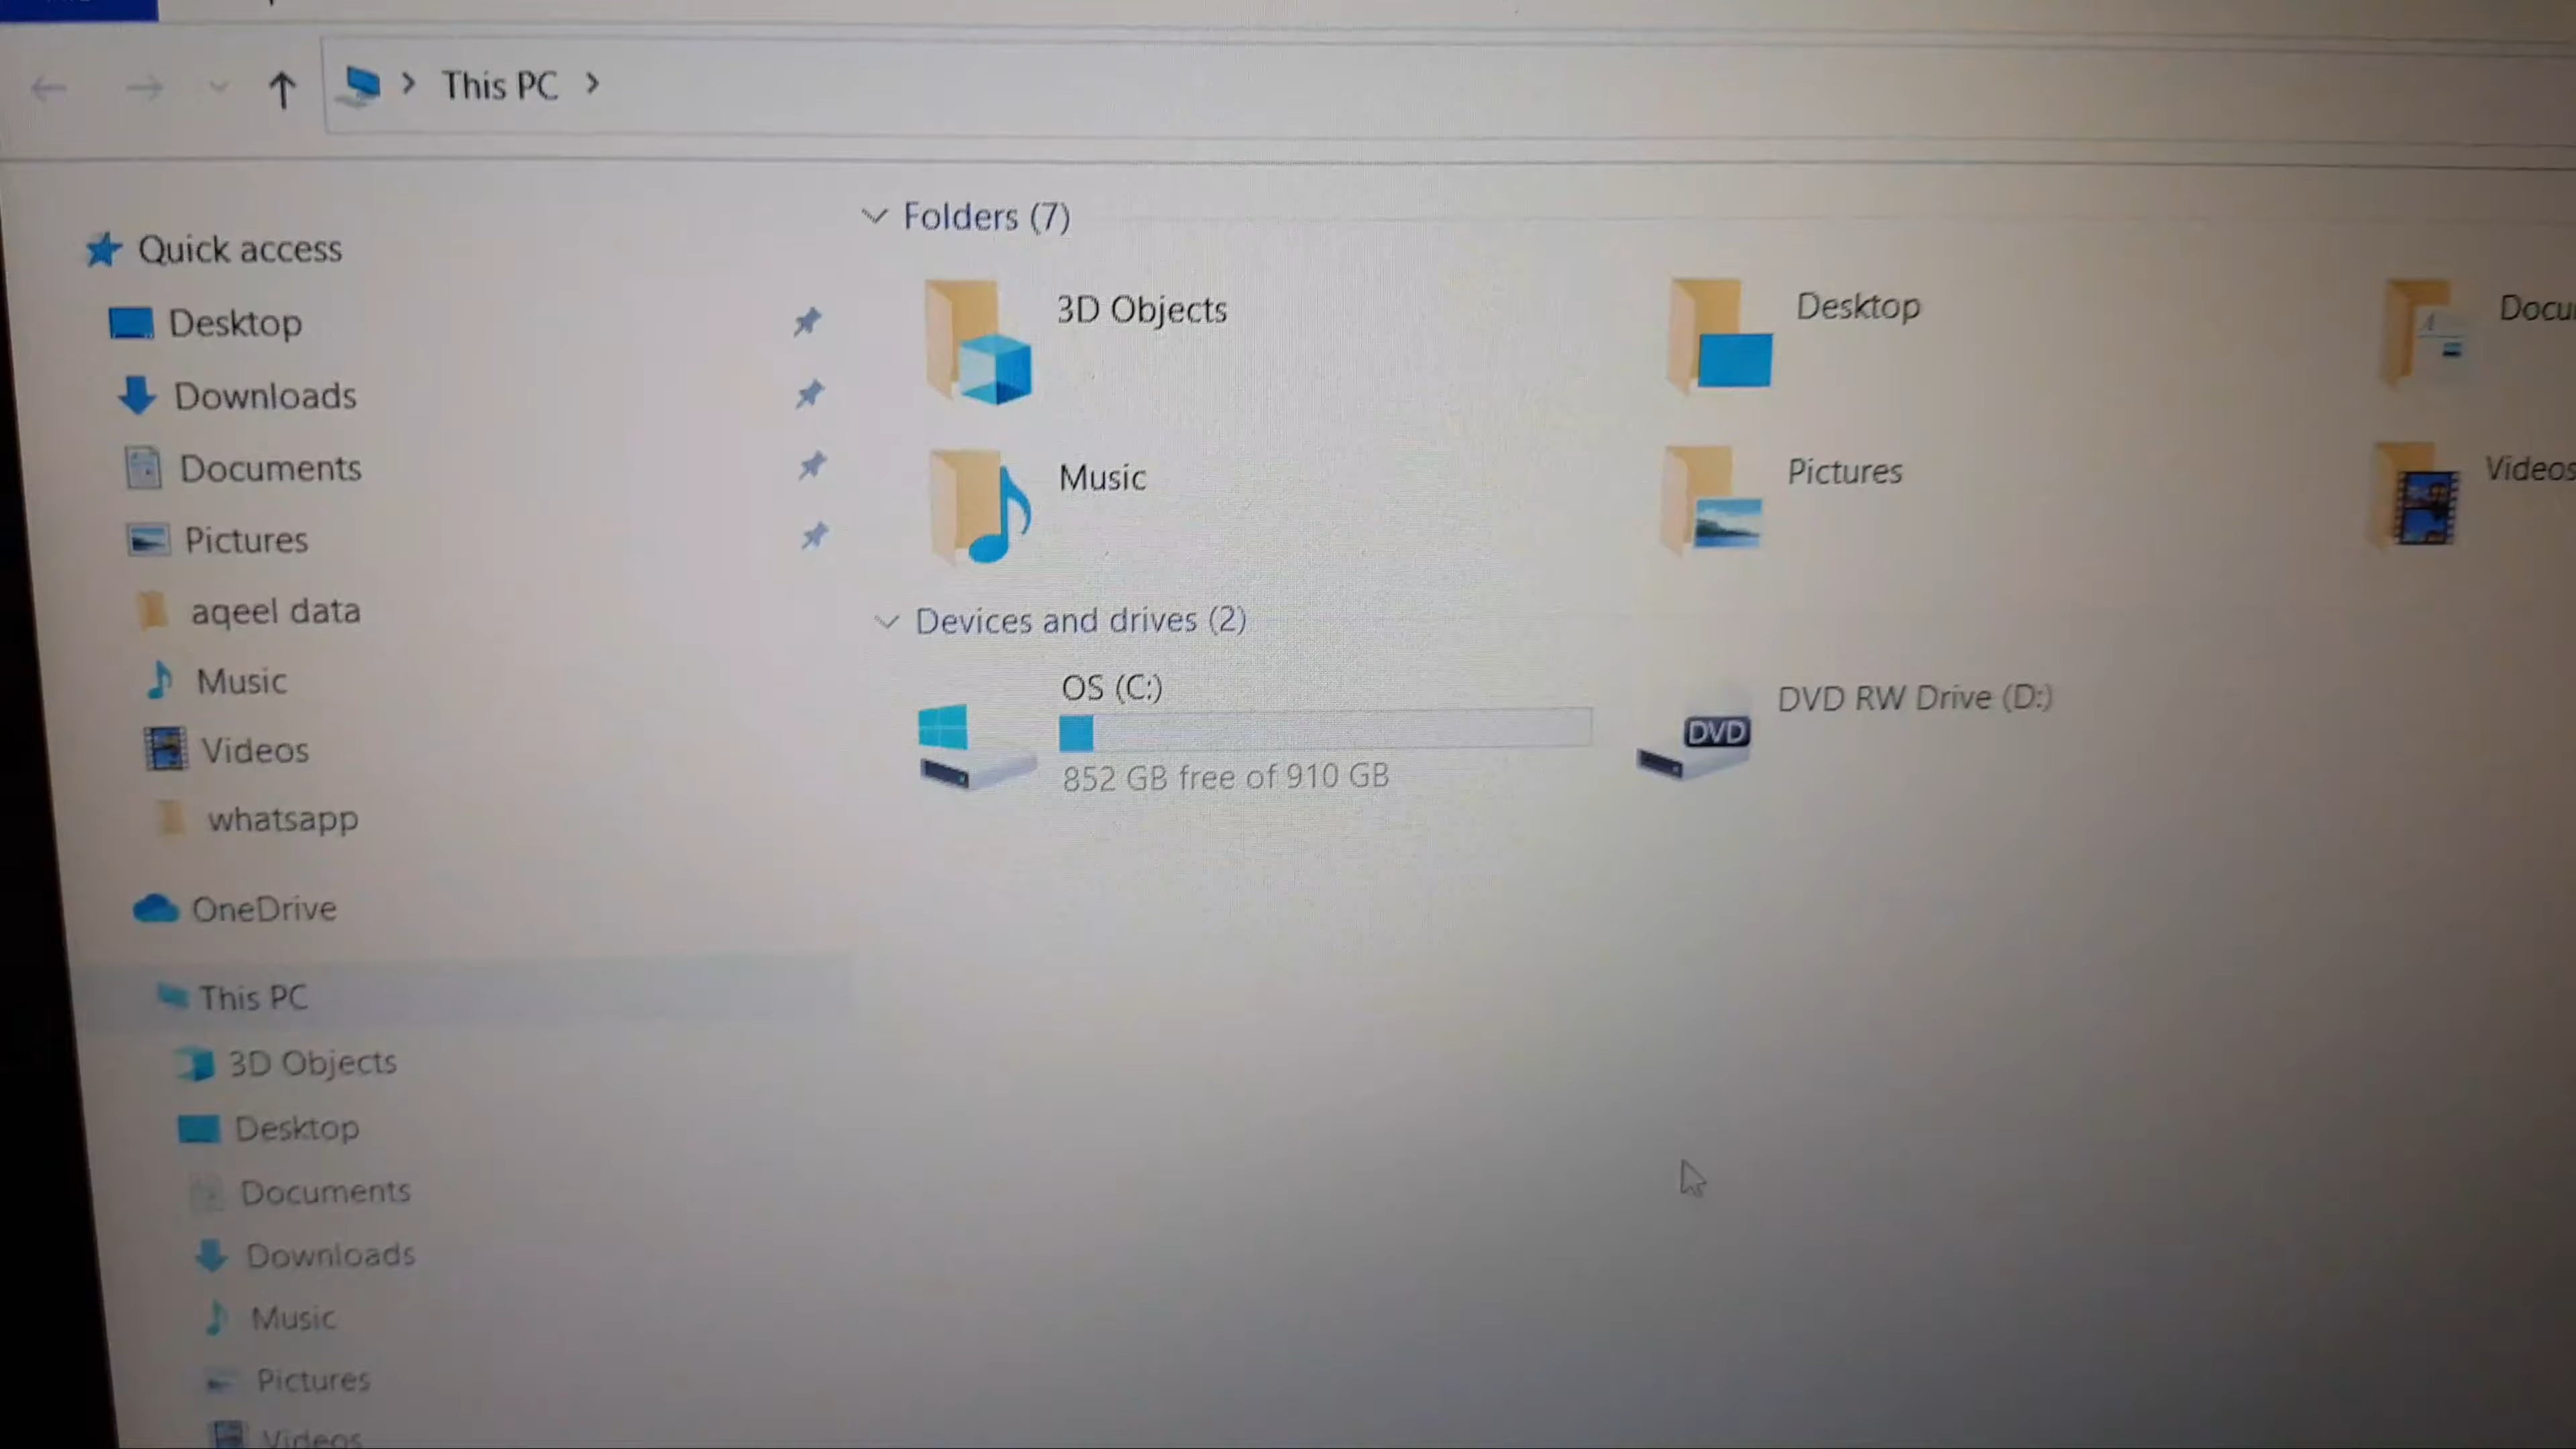 This PC
Folders (7)
Quick access
3D Objects
Desktop
Desktop
Downloads
Documents
Music
Pictures
Videos
Pictures
aqeel data
Devices and drives (2)
Music
OS (C:)
DVD RW Drive (D:)
DVD
Videos
852 GB free of 910 GB
whatsapp
OneDrive
This PC
3D Objects
Desktop
Documents
Downloads
Music
Pictures
Videos